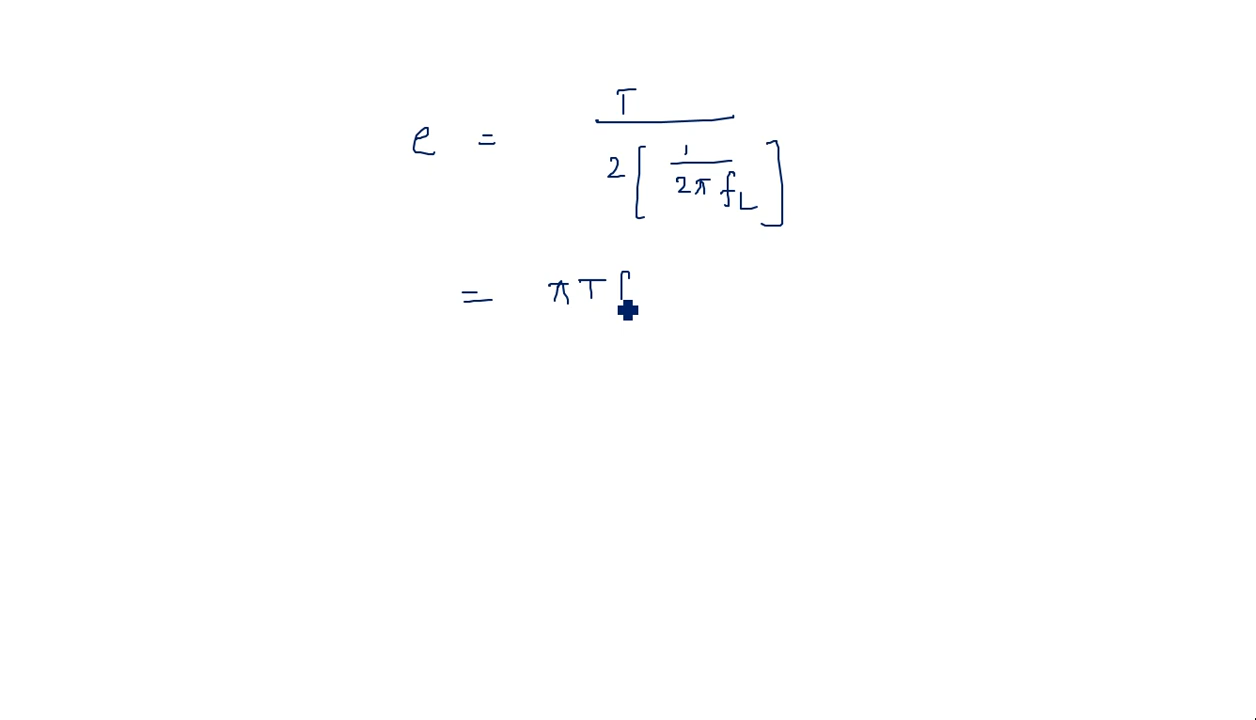 e = T / 2[1 / 2π f_L]
= π T f